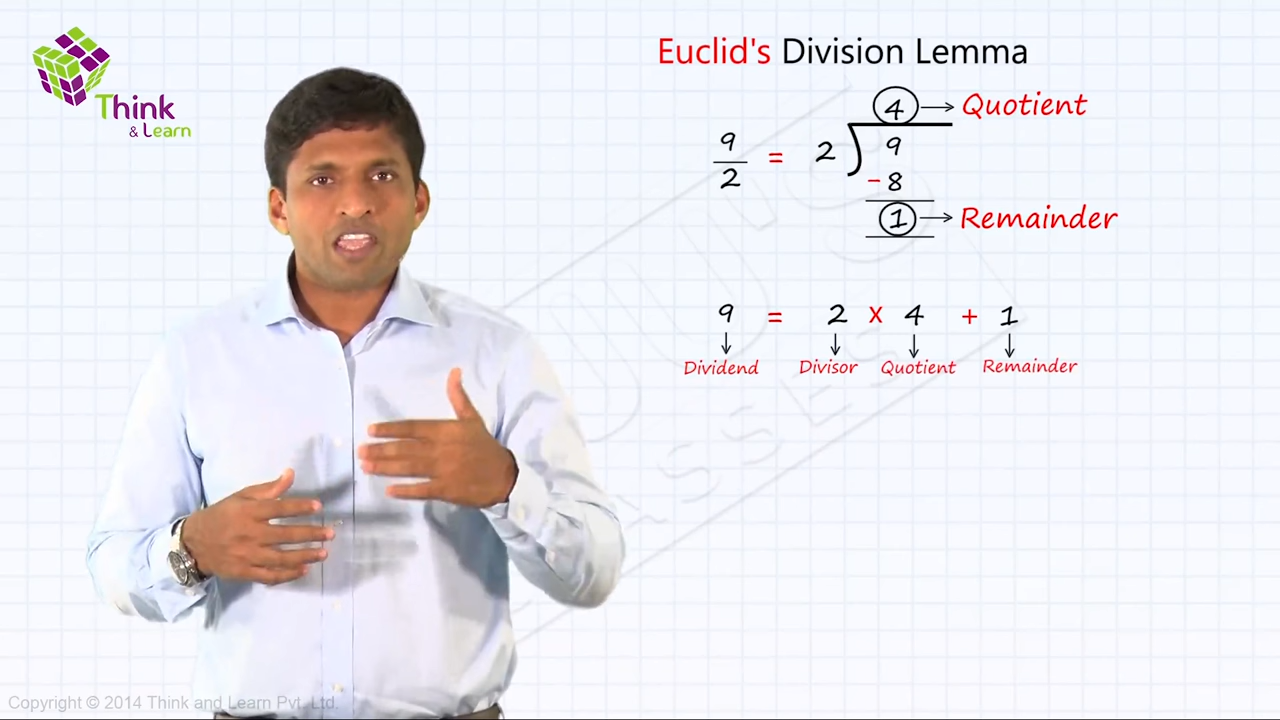 Think
& Learn
Euclid's Division Lemma
4 → Quotient
9/2 = 2)9
-8
1 → Remainder
9 = 2 x 4 + 1
Dividend Divisor Quotient Remainder
Copyright © 2014 Think and Learn Pvt. Ltd.